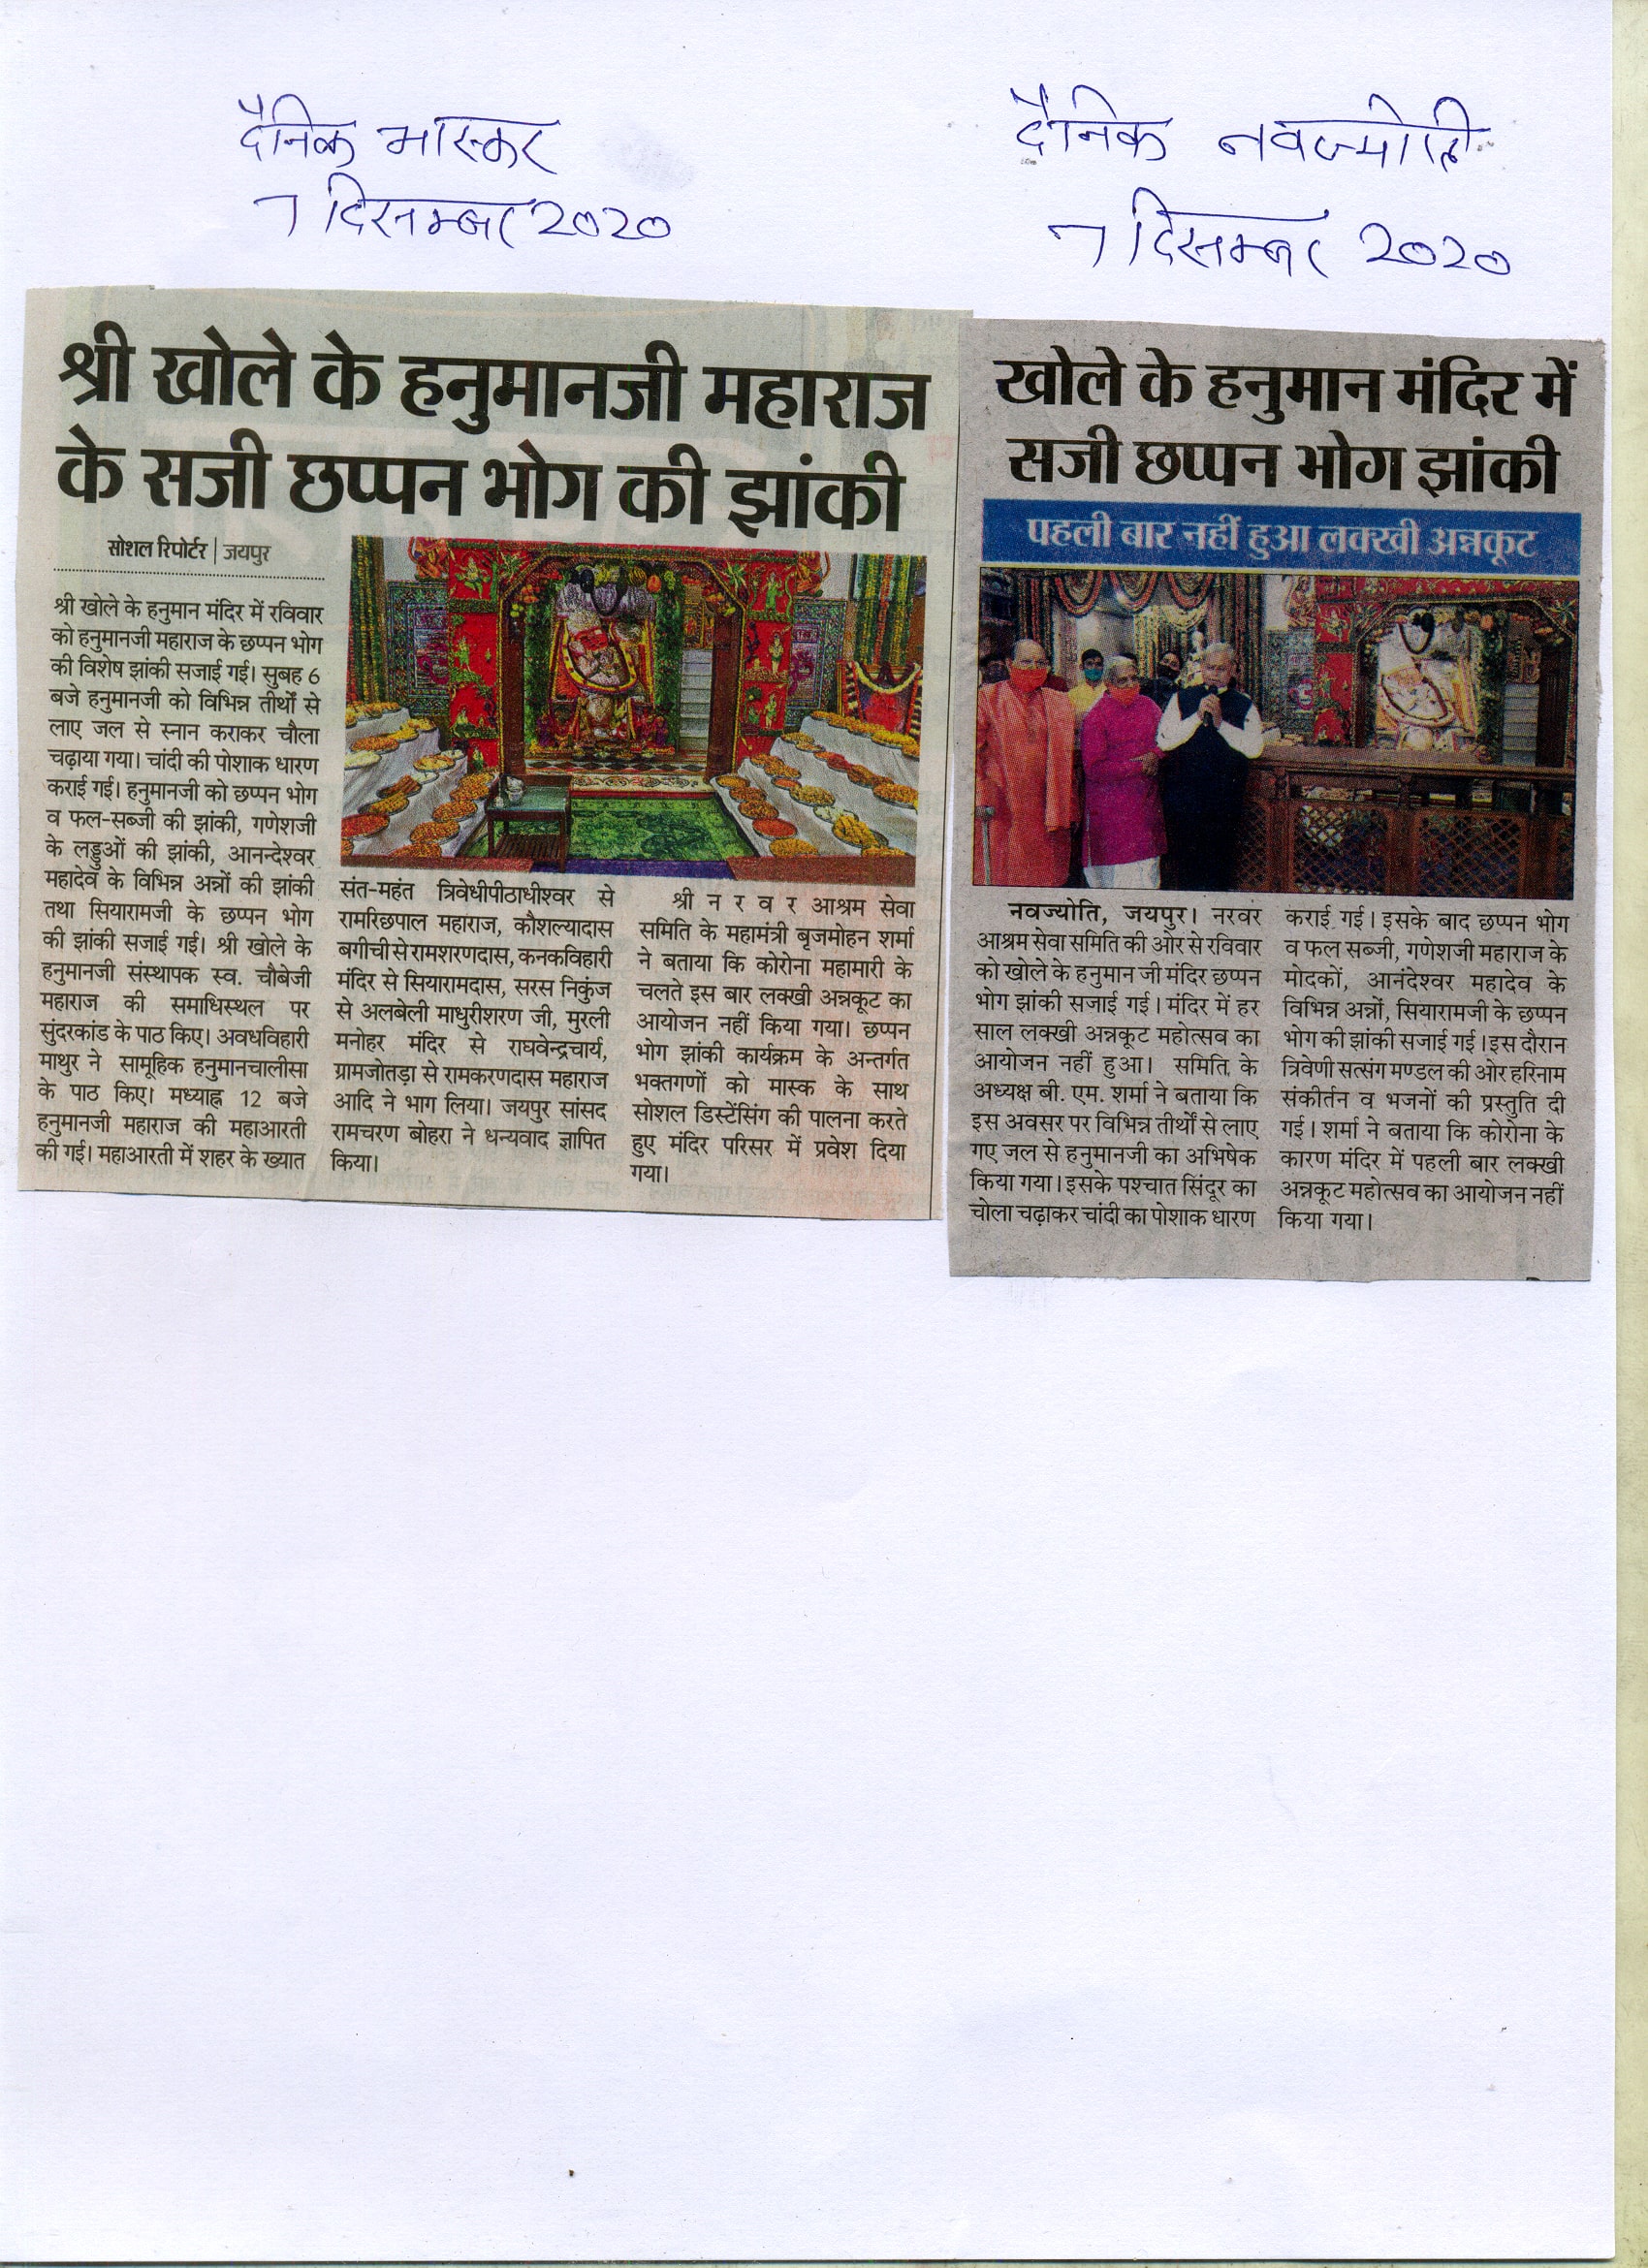 दैनिक भास्कर
7 दिसम्बर 2020
श्री खोले के हनुमानजी महाराज
के सजी छप्पन भोग की झांकी
सोशल रिपोर्टर | जयपुर
श्री खोले के हनुमान मंदिर में रविवार
को हनुमानजी महाराज के छप्पन भोग
की विशेष झांकी सजाई गई। सुबह 6
बजे हनुमानजी को विभिन्न तीर्थों से
लाए जल से स्नान कराकर चौला
चढ़ाया गया। चांदी की पोशाक धारण
कराई गई। हनुमानजी को छप्पन भोग
व फल-सब्जी की झांकी, गणेशजी
के लड्डुओं की झांकी, आनन्देश्वर
महादेव के विभिन्न अन्नों की झांकी
तथा सियारामजी के छप्पन भोग
की झांकी सजाई गई। श्री खोले के
हनुमानजी संस्थापक स्व. चौबेजी
महाराज की समाधिस्थल पर
सुंदरकांड के पाठ किए। अवधविहारी
माथुर ने सामूहिक हनुमानचालीसा
के पाठ किए। मध्याह्न 12 बजे
हनुमानजी महाराज की महाआरती
की गई। महाआरती में शहर के ख्यात
संत-महंत त्रिवेधीपीठाधीश्वर से
रामरिछपाल महाराज, कौशल्यादास
बगीची से रामशरणदास, कनकविहारी
मंदिर से सियारामदास, सरस निकुंज
से अलबेली माधुरीशरण जी, मुरली
मनोहर मंदिर से राघवेन्द्रचार्य,
ग्रामजोतड़ा से रामकरणदास महाराज
आदि ने भाग लिया। जयपुर सांसद
रामचरण बोहरा ने धन्यवाद ज्ञापित
किया।
श्री न र व र आश्रम सेवा
समिति के महामंत्री बृजमोहन शर्मा
ने बताया कि कोरोना महामारी के
चलते इस बार लक्खी अन्नकूट का
आयोजन नहीं किया गया। छप्पन
भोग झांकी कार्यक्रम के अन्तर्गत
भक्तगणों को मास्क के साथ
सोशल डिस्टेंसिंग की पालना करते
हुए मंदिर परिसर में प्रवेश दिया
गया।
दैनिक नवज्योति
7 दिसम्बर 2020
खोले के हनुमान मंदिर में
सजी छप्पन भोग झांकी
पहली बार नहीं हुआ लक्खी अन्नकूट
नवज्योति, जयपुर। नरवर
आश्रम सेवा समिति की ओर से रविवार
को खोले के हनुमान जी मंदिर छप्पन
भोग झांकी सजाई गई। मंदिर में हर
साल लक्खी अन्नकूट महोत्सव का
आयोजन नहीं हुआ। समिति के
अध्यक्ष बी. एम. शर्मा ने बताया कि
इस अवसर पर विभिन्न तीर्थों से लाए
गए जल से हनुमानजी का अभिषेक
किया गया। इसके पश्चात सिंदूर का
चोला चढ़ाकर चांदी का पोशाक धारण
कराई गई। इसके बाद छप्पन भोग
व फल सब्जी, गणेशजी महाराज के
मोदकों, आनंदेश्वर महादेव के
विभिन्न अन्नों, सियारामजी के छप्पन
भोग की झांकी सजाई गई। इस दौरान
त्रिवेणी सत्संग मण्डल की ओर हरिनाम
संकीर्तन व भजनों की प्रस्तुति दी
गई। शर्मा ने बताया कि कोरोना के
कारण मंदिर में पहली बार लक्खी
अन्नकूट महोत्सव का आयोजन नहीं
किया गया।